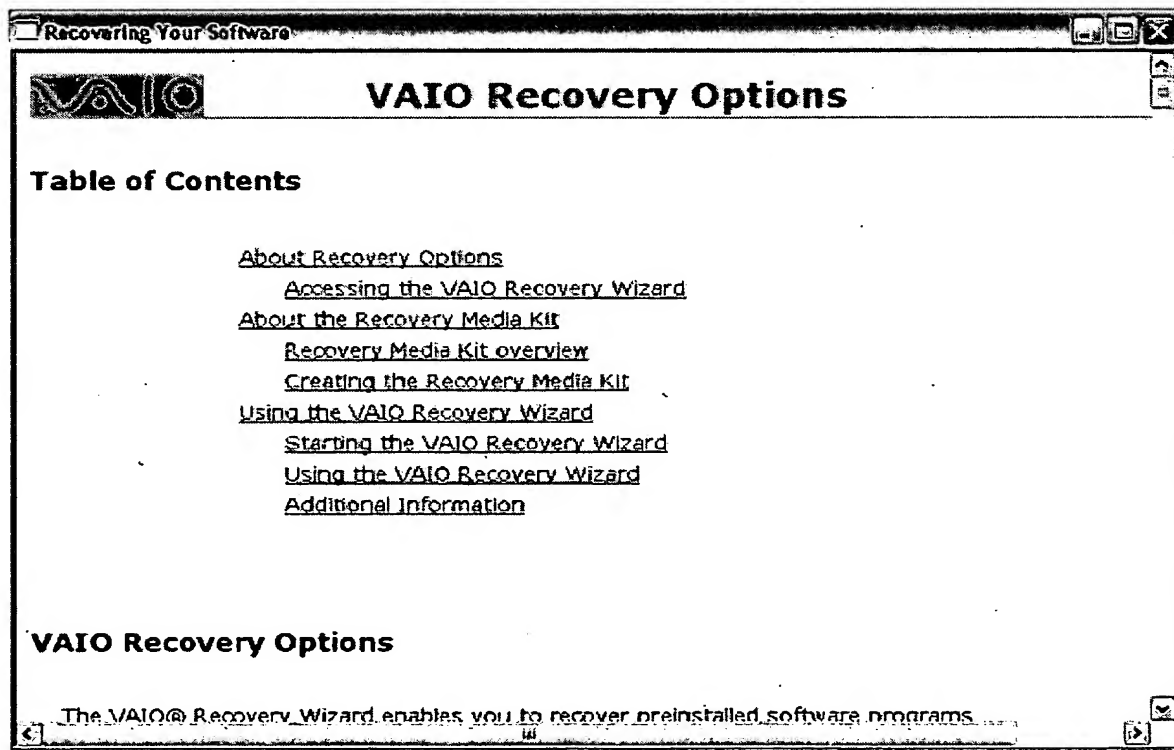 Recovering Your Software
VAIO
VAIO Recovery Options
Table of Contents
About Recovery Options
Accessing the VAIO Recovery Wizard
About the Recovery Media Kit
Recovery Media Kit overview
Creating the Recovery Media Kit
Using the VAIO Recovery Wizard
Starting the VAIO Recovery Wizard
Using the VAIO Recovery Wizard
Additional Information
VAIO Recovery Options
The VAIO® Recovery Wizard enables you to recover preinstalled software programs